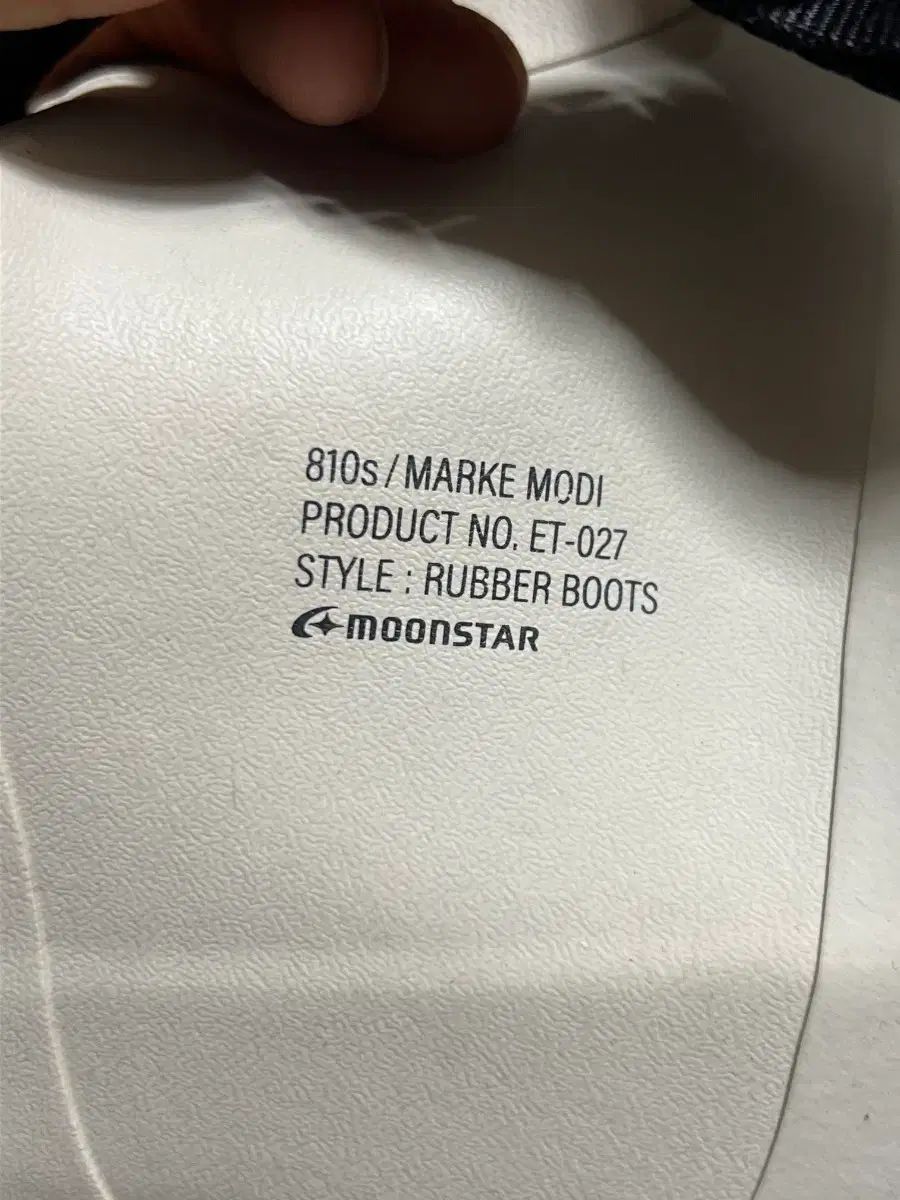 810s / MARKE MODI
PRODUCT NO. ET-027
STYLE : RUBBER BOOTS
MOONSTAR